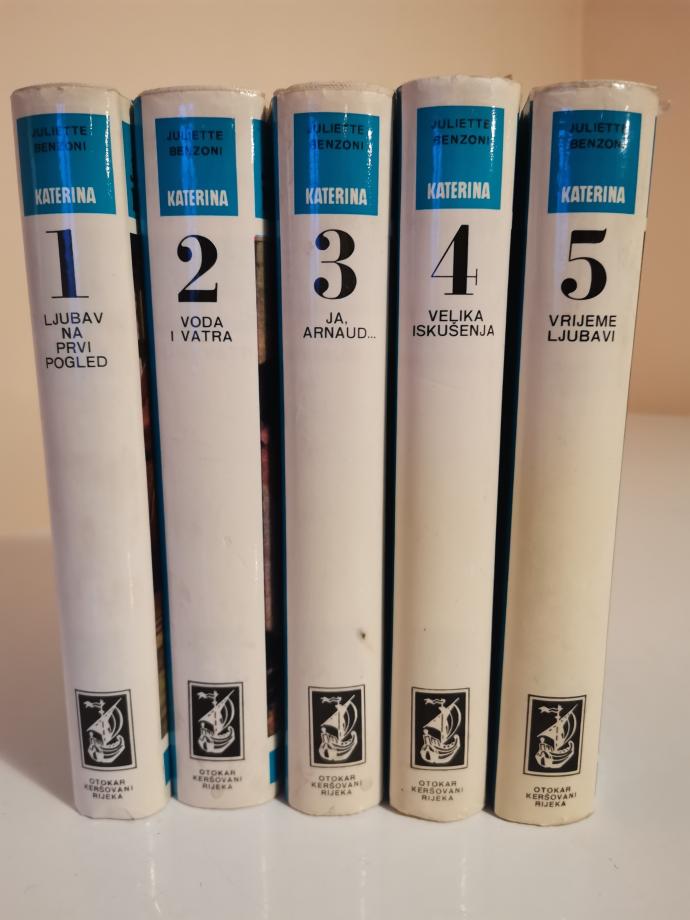 JULIETTE
BENZONI
KATERINA
1
LJUBAV
NA
PRVI
POGLED
OTOKAR
KERŠOVANI
RIJEKA
JULIETTE
BENZONI
KATERINA
2
VODA
I VATRA
OTOKAR
KERŠOVANI
RIJEKA
JULIETTE
BENZONI
KATERINA
3
JA,
ARNAUD...
OTOKAR
KERŠOVANI
RIJEKA
JULIETTE
BENZONI
KATERINA
4
VELIKA
ISKUŠENJA
OTOKAR
KERŠOVANI
RIJEKA
JULIETTE
BENZONI
KATERINA
5
VRIJEME
LJUBAVI
OTOKAR
KERŠOVANI
RIJEKA